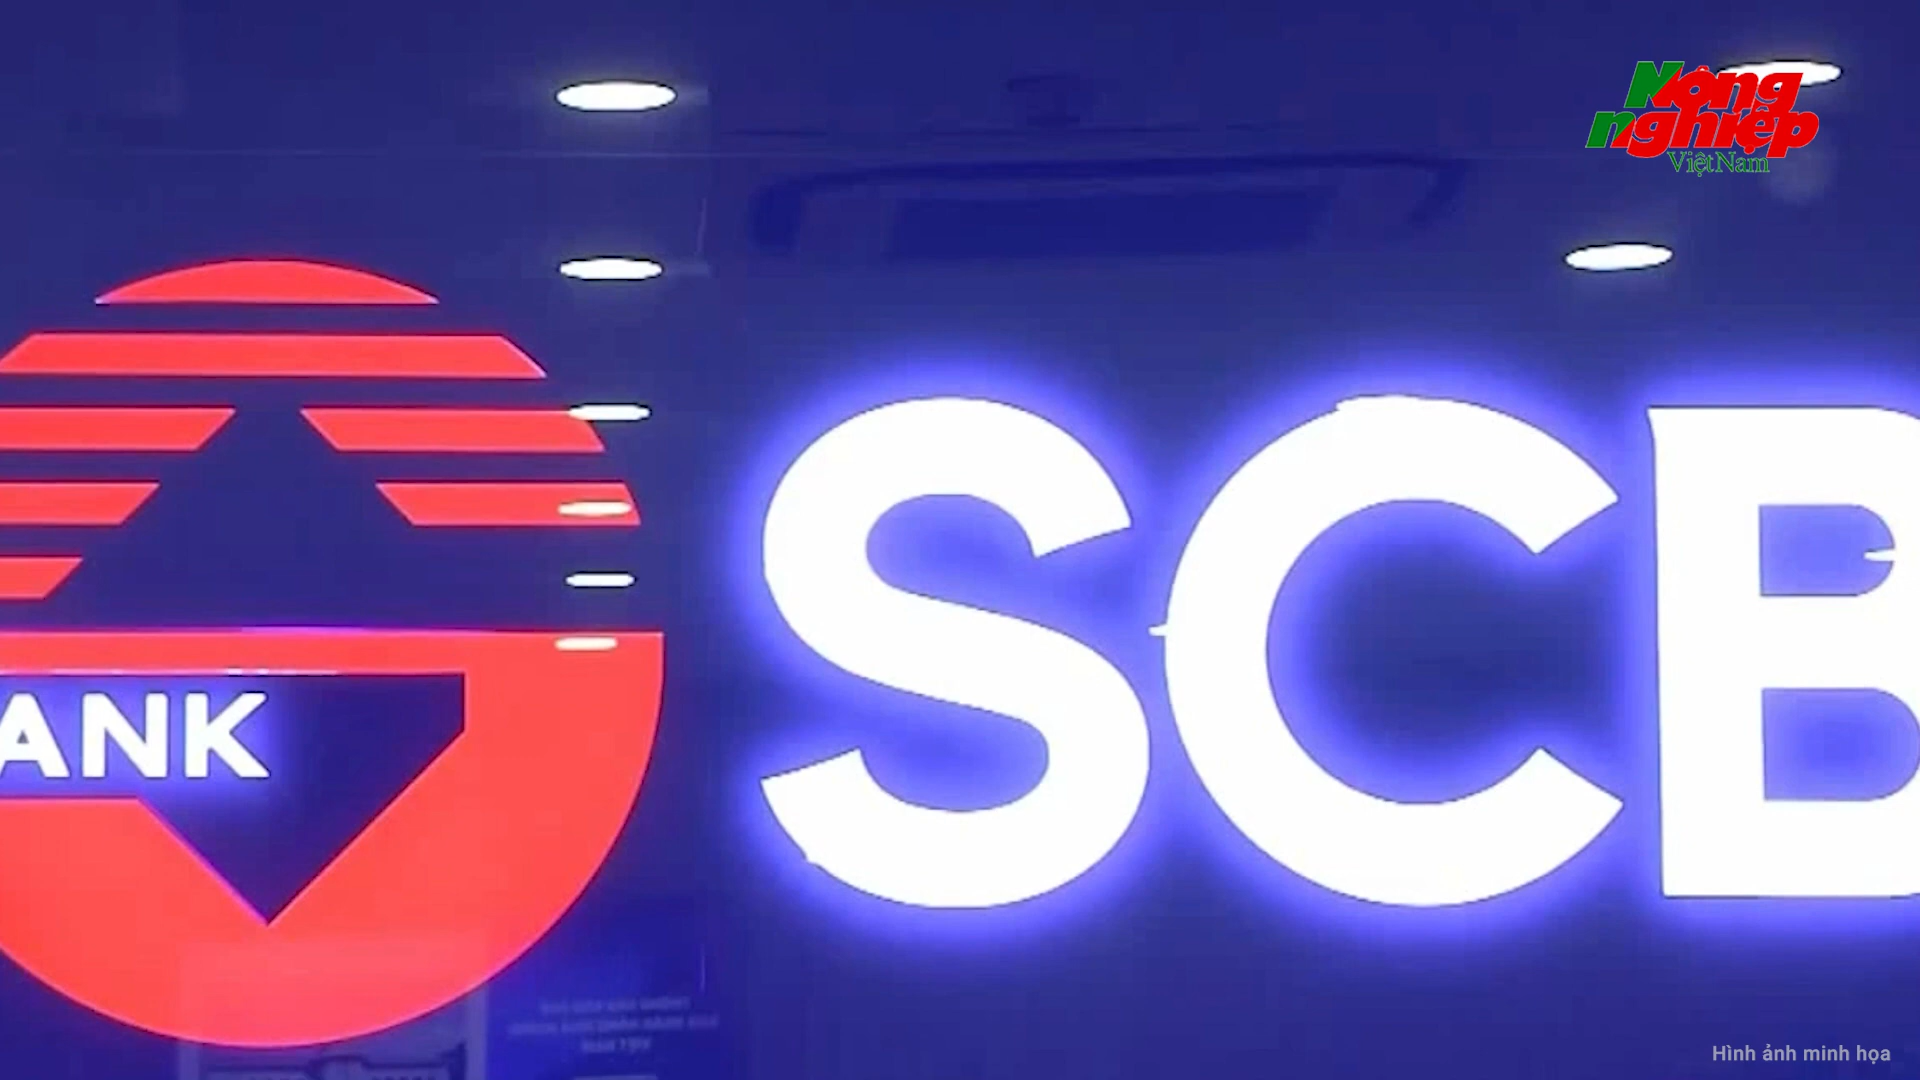 Nông
nghiệp
Việt Nam
ANK
SCB
Hình ảnh minh họa